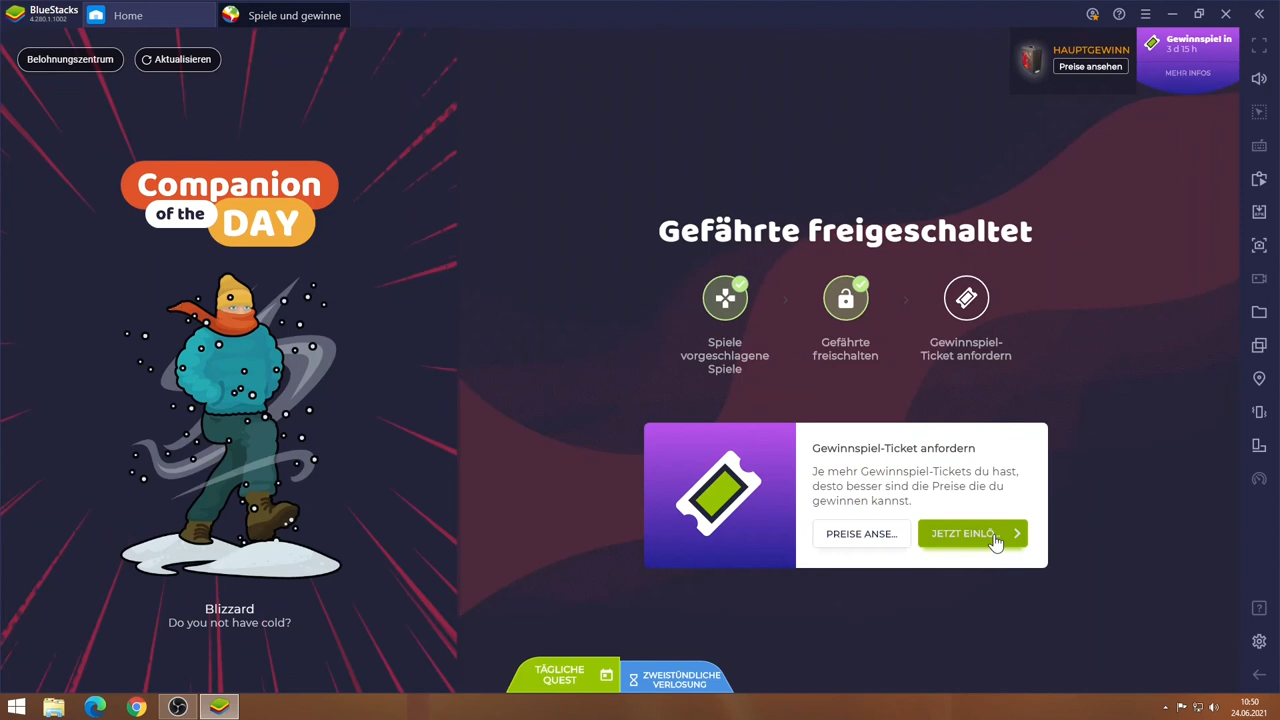 BlueStacks
4.280.1.1002
Home
Spiele und gewinne
Belohnungszentrum
Aktualisieren
HAUPTGEWINN
Preise ansehen
Gewinnspiel in
3 d 15 h
MEHR INFOS
Companion
of the
DAY
Blizzard
Do you not have cold?
Gefährte freigeschaltet
Spiele
vorgeschlagene
Spiele
Gefährte
freischalten
Gewinnspiel-
Ticket anfordern
Gewinnspiel-Ticket anfordern
Je mehr Gewinnspiel-Tickets du hast,
desto besser sind die Preise die du
gewinnen kannst.
PREISE ANSE...
JETZT EINLÖ...
TÄGLICHE
QUEST
ZWEISTÜNDLICHE
VERLOSUNG
10:50
24.06.2021